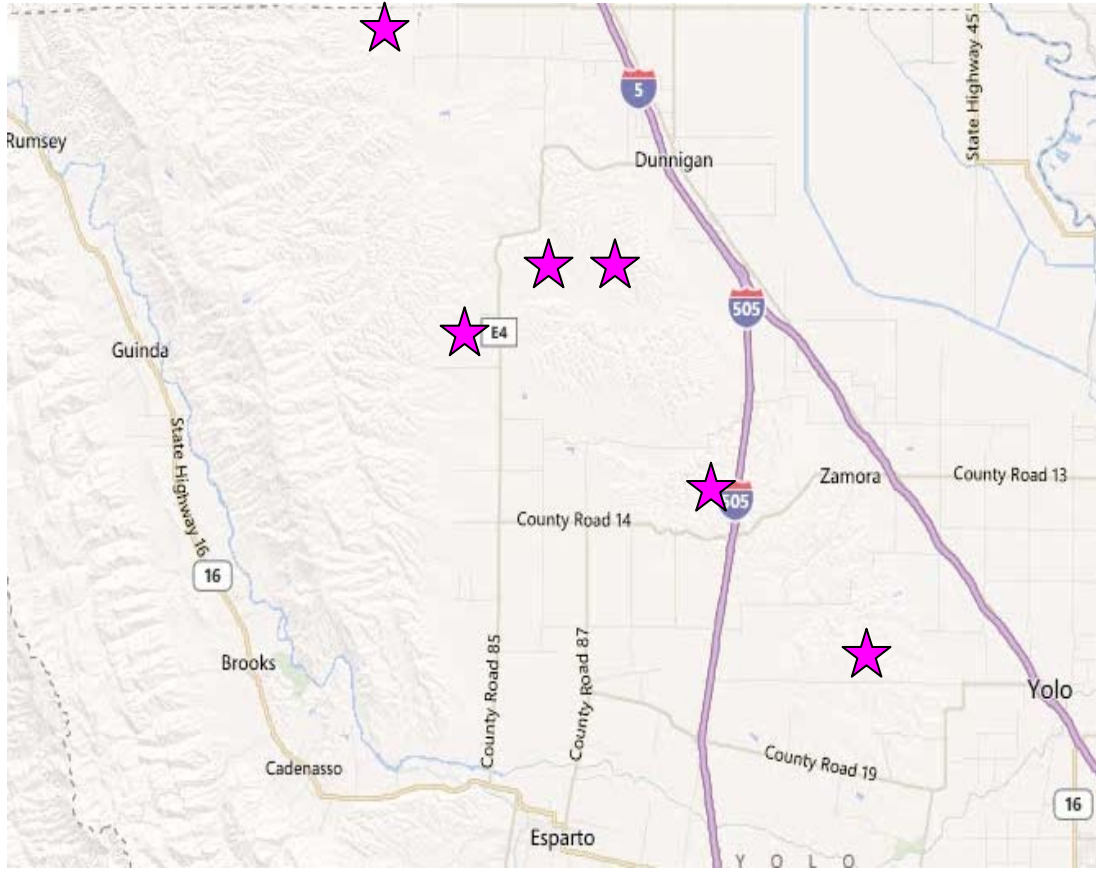 State Highway 45
5
Rumsey
Dunnigan
505
E4
Guinda
State Highway 16
Zamora
County Road 13
505
County Road 14
16
Brooks
County Road 85
County Road 87
Yolo
Cadenasso
County Road 19
16
Esparto
YOLO